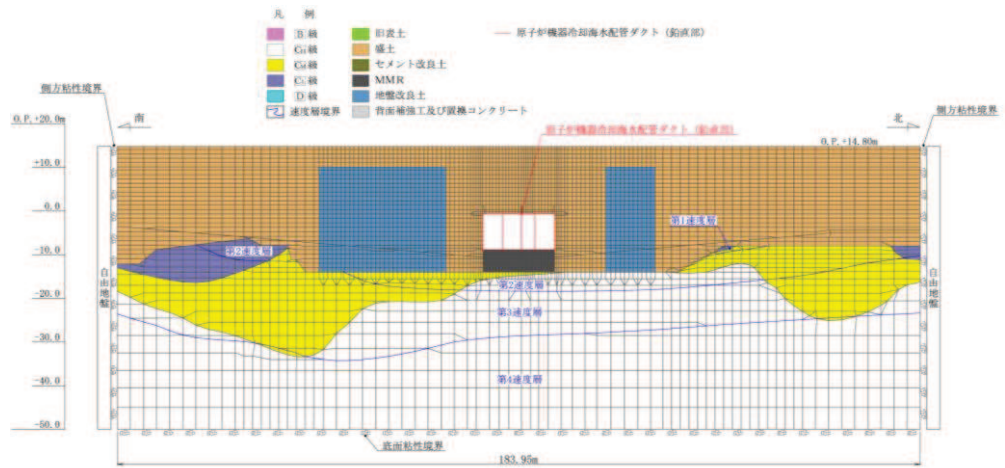 凡 例
B 級
CH級
CM級
CL級
D 級
速度層境界
旧表土
盛土
セメント改良土
MMR
地盤改良土
背面補強工及び置換コンクリート
原子炉機器冷却海水配管ダクト（鉛直部）
側方粘性境界
側方粘性境界
O.P.+20.0m
南
北
原子炉機器冷却海水配管ダクト（鉛直部）
O.P.+14.80m
+10.0
-0.0
-10.0
-20.0
-30.0
-40.0
-50.0
第1速度層
第2速度層
第2速度層
第3速度層
第4速度層
自由地盤
自由地盤
底面粘性境界
183.95m